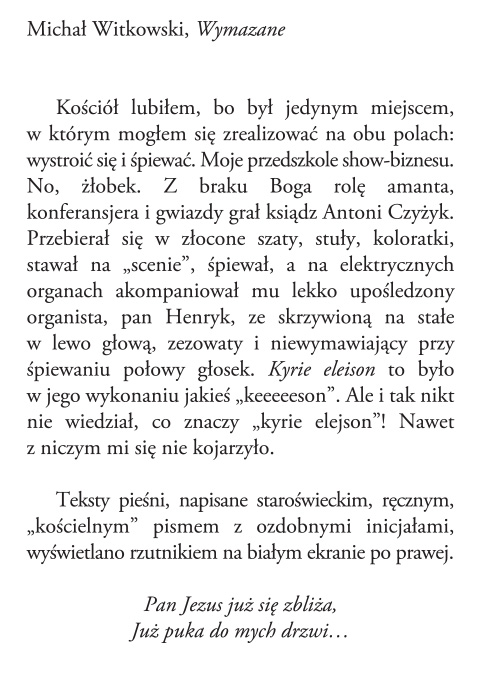 Michał Witkowski, Wymazane
Kościół lubiłem, bo był jedynym miejscem,
w którym mogłem się zrealizować na obu polach:
wystroić się i śpiewać. Moje przedszkole show-biznesu.
No, żłobek. Z braku Boga rolę amanta,
konferansjera i gwiazdy grał ksiądz Antoni Czyżyk.
Przebierał się w złocone szaty, stuły, koloratki,
stawał na „scenie”, śpiewał, a na elektrycznych
organach akompaniował mu lekko upośledzony
organista, pan Henryk, ze skrzywioną na stałe
w lewo głową, zezowaty i niewymawiający przy
śpiewaniu połowy głosek. Kyrie eleison to było
w jego wykonaniu jakieś „keeeeeson”. Ale i tak nikt
nie wiedział, co znaczy „kyrie elejson”! Nawet
z niczym mi się nie kojarzyło.
Teksty pieśni, napisane staroświeckim, ręcznym,
„kościelnym” pismem z ozdobnymi inicjałami,
wyświetlano rzutnikiem na białym ekranie po prawej.
Pan Jezus już się zbliża,
Już puka do mych drzwi…